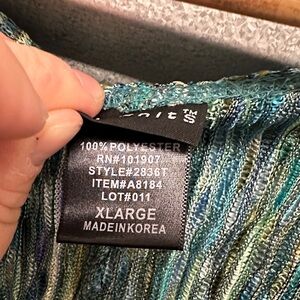 100% POLYESTER
RN#101907
STYLE#2836T
ITEM#A8184
LOT#011
XLARGE
MADEINKOREA